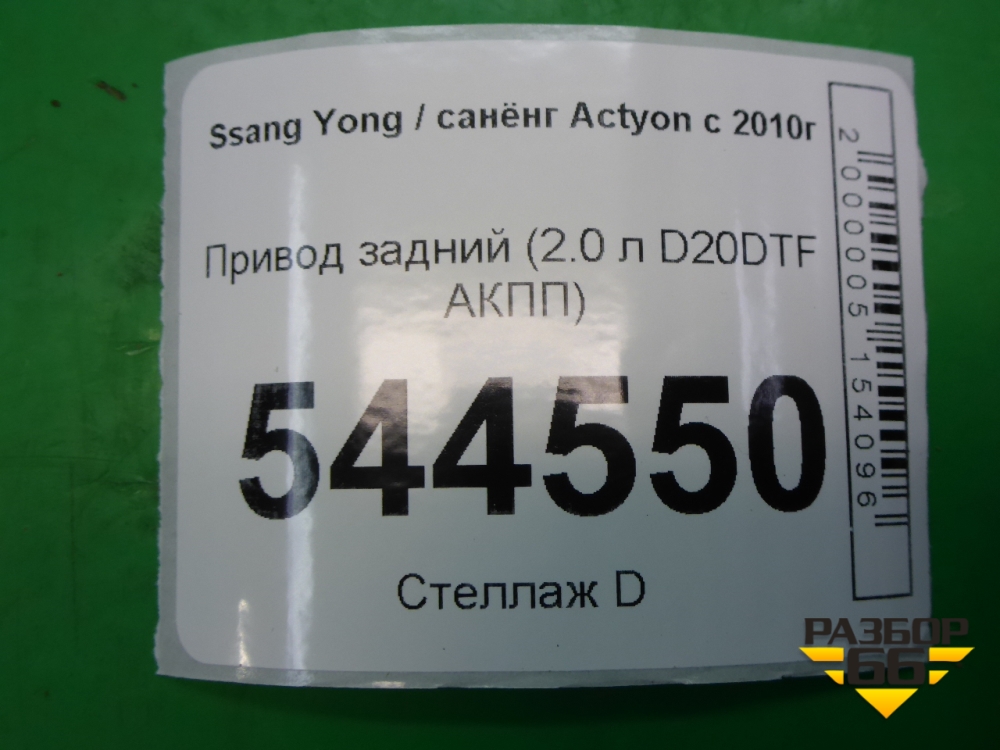 Ssang Yong / санёнг Actyon с 2010г
Привод задний (2.0 л D20DTF
АКПП)
544550
Стеллаж D
2000005154096
РАЗБОР
66